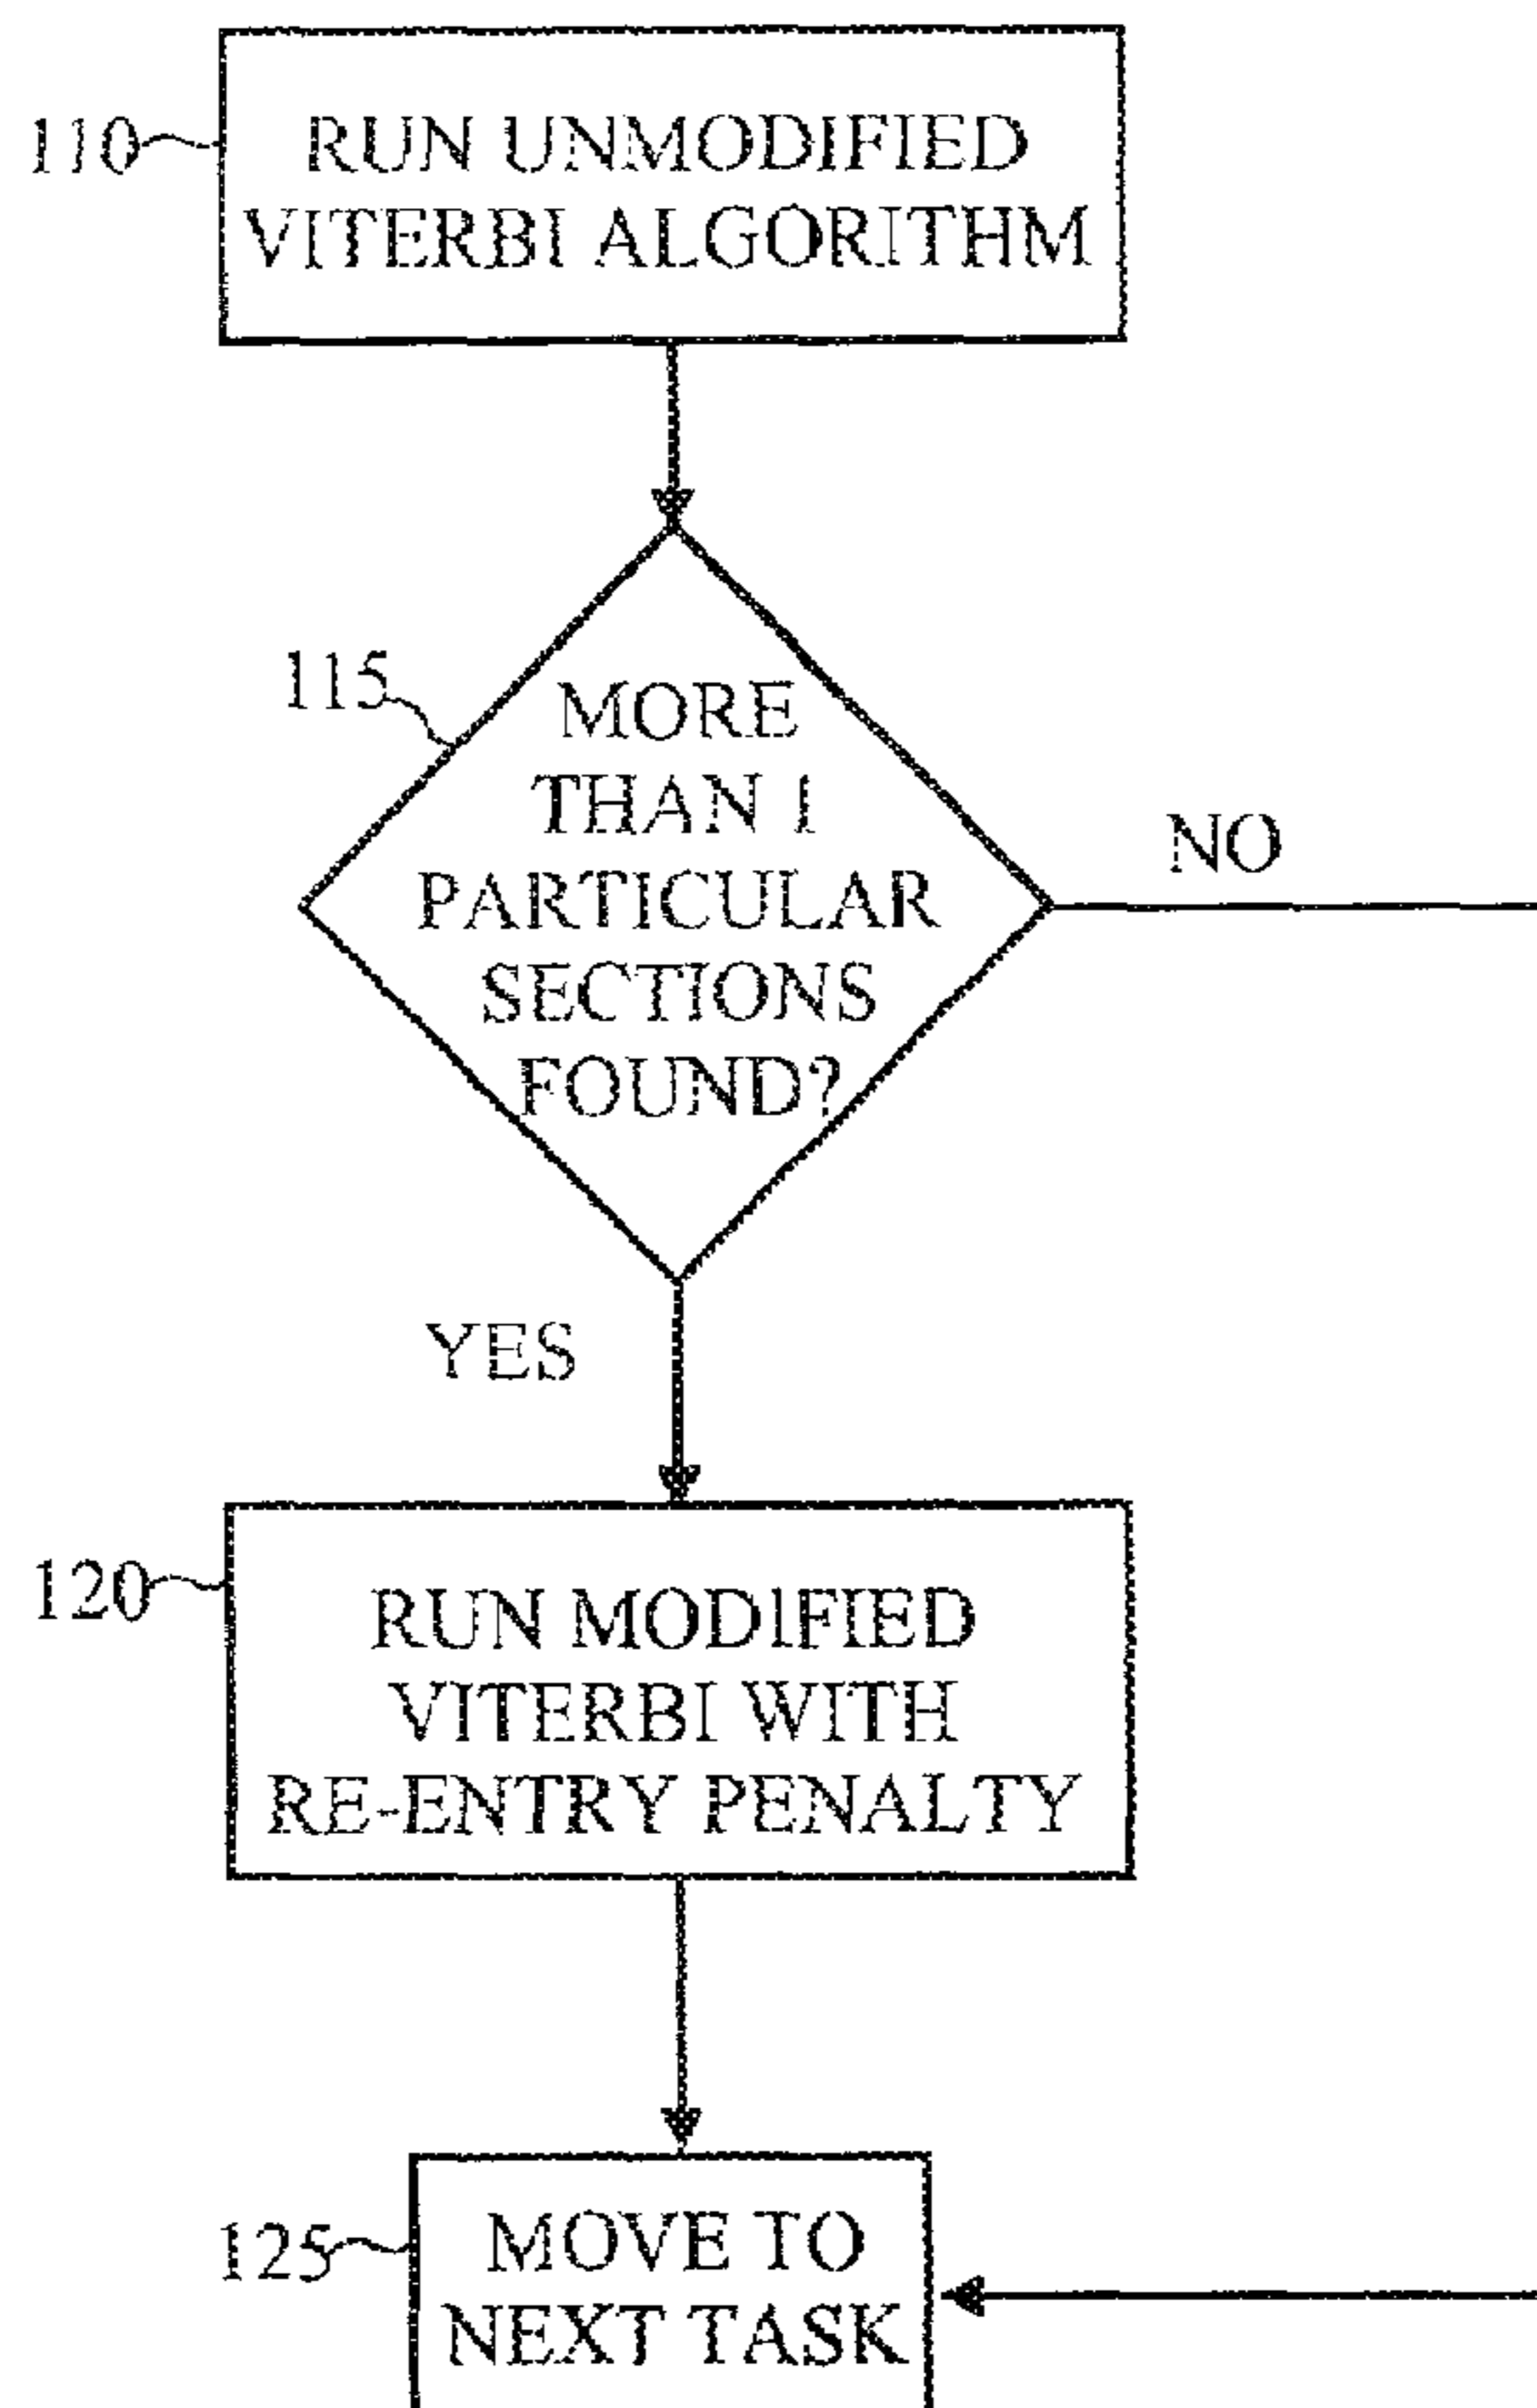 110
RUN UNMODIFIED
VITERBI ALGORITHM
115
MORE
THAN 1
PARTICULAR
SECTIONS
FOUND?
NO
YES
120
RUN MODIFIED
VITERBI WITH
RE-ENTRY PENALTY
125
MOVE TO
NEXT TASK